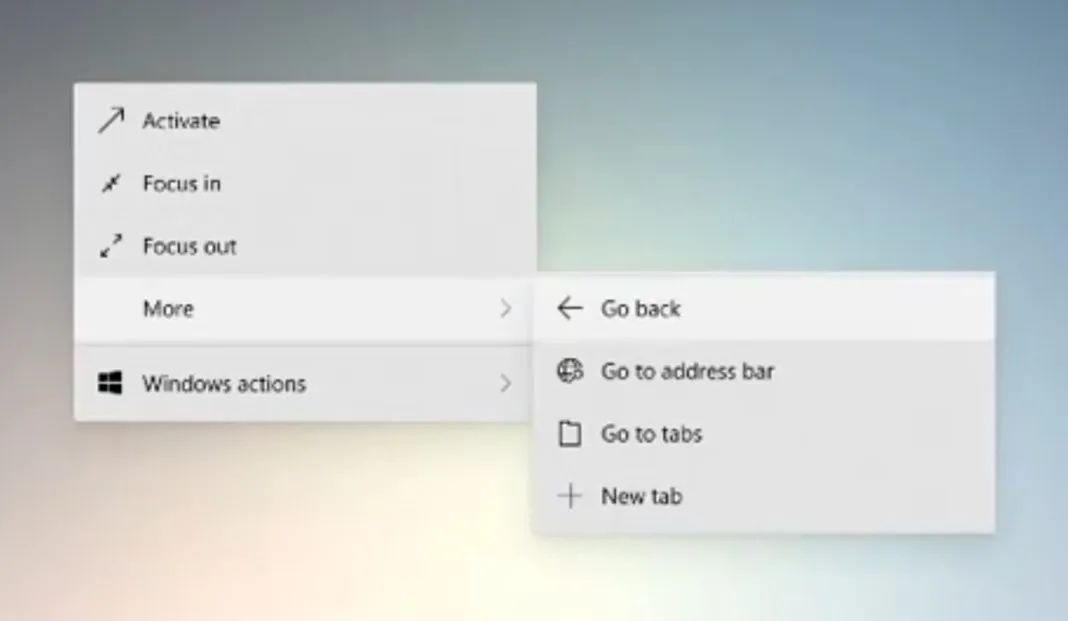 Activate
Focus in
Focus out
More
Windows actions
Go back
Go to address bar
Go to tabs
New tab